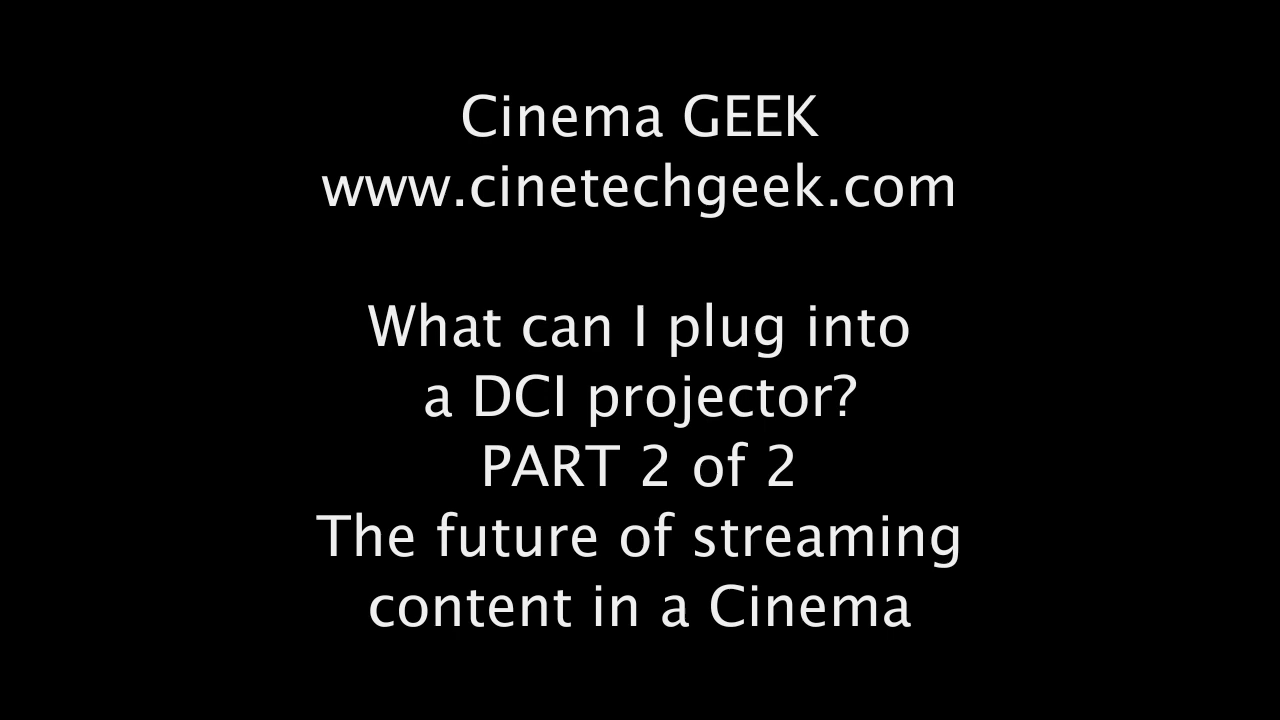 Cinema GEEK
www.cinetechgeek.com
What can I plug into
a DCI projector?
PART 2 of 2
The future of streaming
content in a Cinema